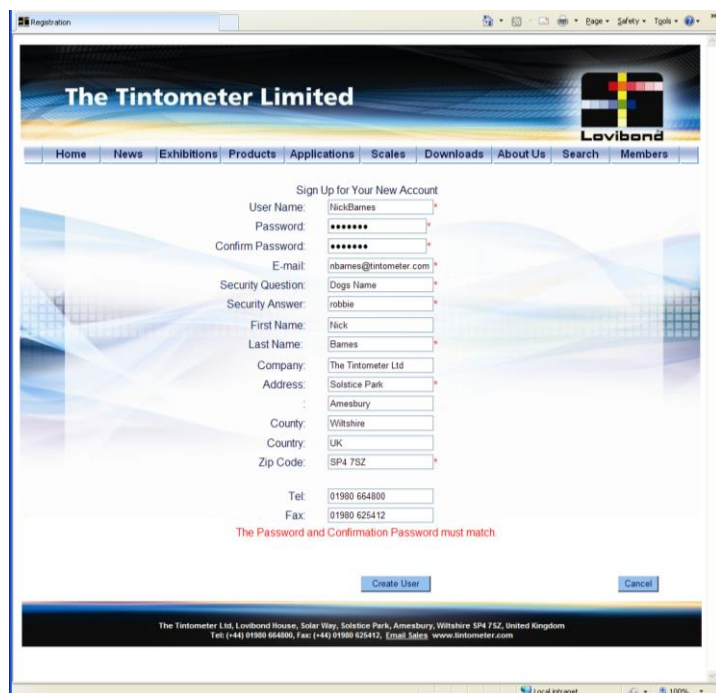 Registration
Page Safety Tools
The Tintometer Limited
Lovibond
Home News Exhibitions Products Applications Scales Downloads About Us Search Members
Sign Up for Your New Account
User Name: NickBarnes *
Password: ••••••• *
Confirm Password: ••••••• *
E-mail: nbarnes@tintometer.com *
Security Question: Dogs Name *
Security Answer: robbie *
First Name: Nick
Last Name: Barnes *
Company: The Tintometer Ltd
Address: Solstice Park *
: Amesbury
County: Wiltshire
Country: UK
Zip Code: SP4 7SZ *
Tel: 01980 664800
Fax: 01980 625412
The Password and Confirmation Password must match.
Create User Cancel
The Tintometer Ltd, Lovibond House, Solar Way, Solstice Park, Amesbury, Wiltshire SP4 7SZ, United Kingdom
Tel: (+44) 01980 664800, Fax: (+44) 01980 625412, Email Sales www.tintometer.com
Local intranet 100%